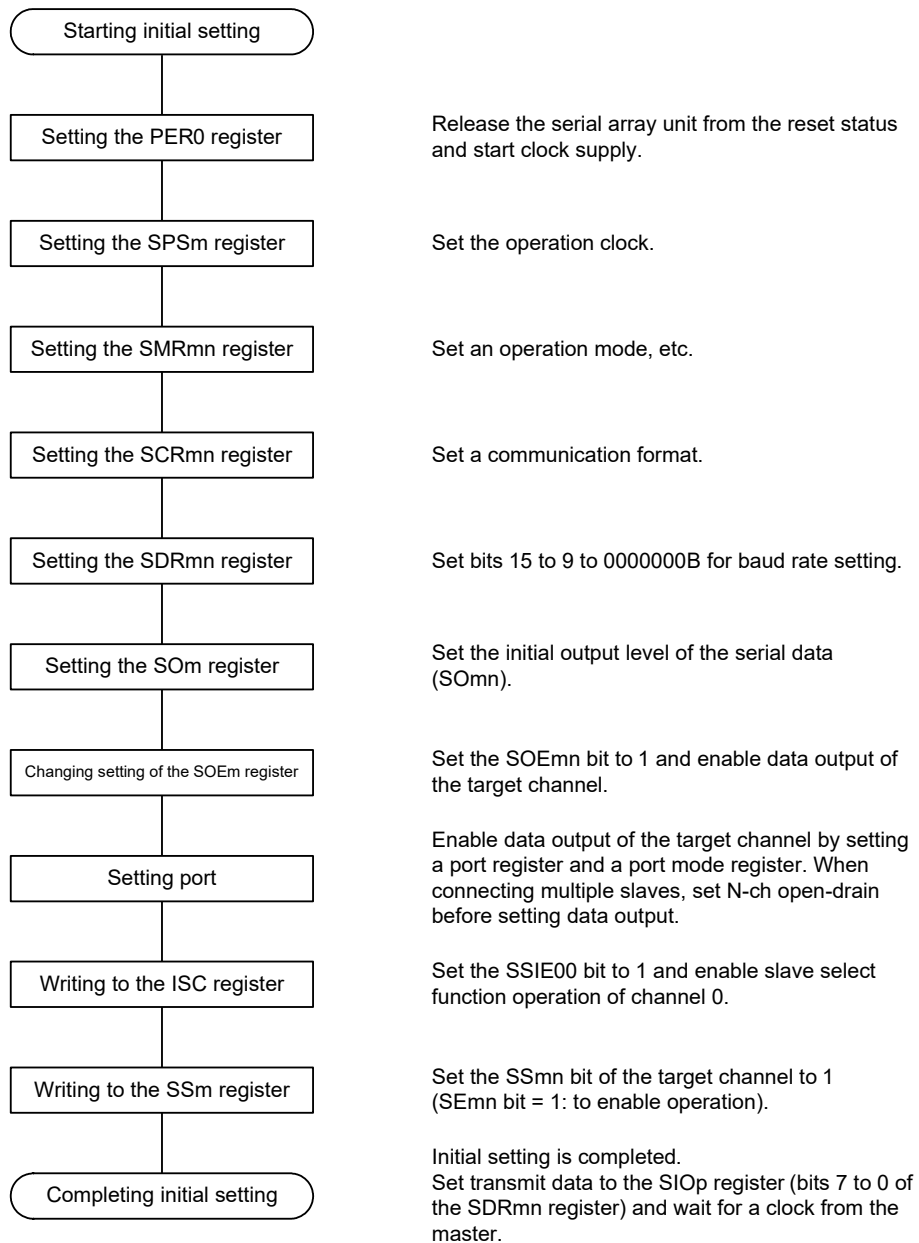 Starting initial setting
Setting the PER0 register
Release the serial array unit from the reset status
and start clock supply.
Setting the SPSm register
Set the operation clock.
Setting the SMRmn register
Set an operation mode, etc.
Setting the SCRmn register
Set a communication format.
Setting the SDRmn register
Set bits 15 to 9 to 0000000B for baud rate setting.
Setting the SOm register
Set the initial output level of the serial data
(SOmn).
Changing setting of the SOEm register
Set the SOEmn bit to 1 and enable data output of
the target channel.
Setting port
Enable data output of the target channel by setting
a port register and a port mode register. When
connecting multiple slaves, set N-ch open-drain
before setting data output.
Writing to the ISC register
Set the SSIE00 bit to 1 and enable slave select
function operation of channel 0.
Writing to the SSm register
Set the SSmn bit of the target channel to 1
(SEmn bit = 1: to enable operation).
Completing initial setting
Initial setting is completed.
Set transmit data to the SIOp register (bits 7 to 0 of
the SDRmn register) and wait for a clock from the
master.